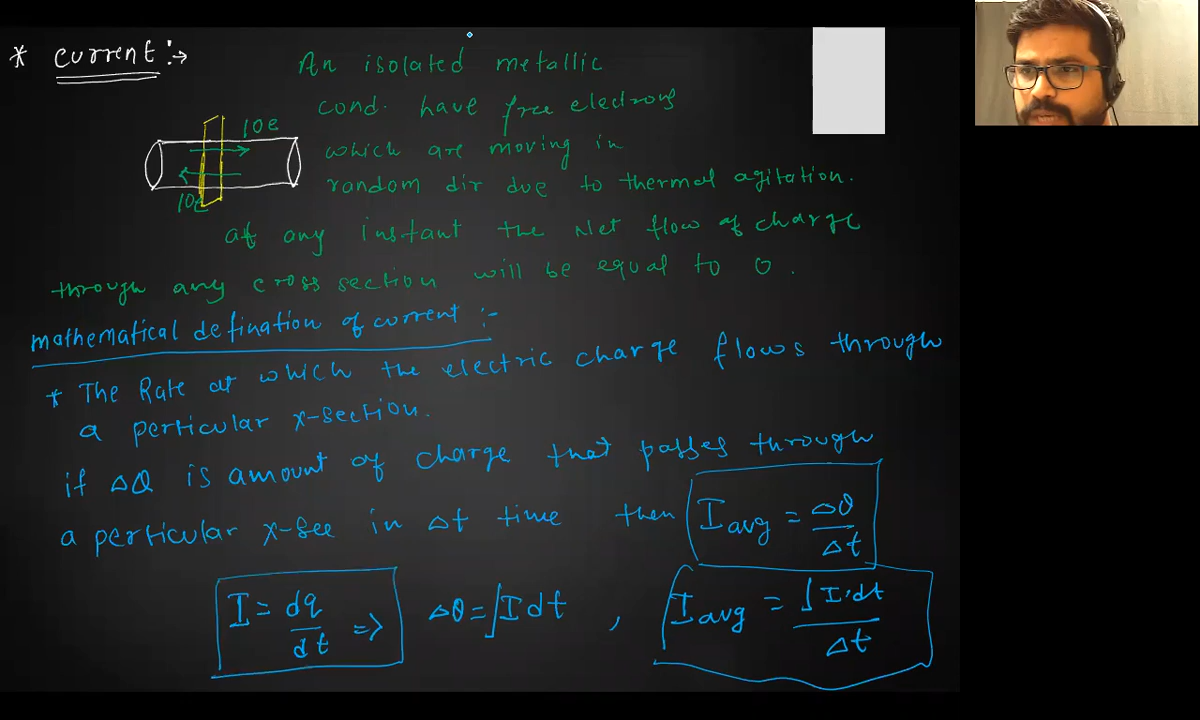 * Current :→
An isolated metallic
cond. have free electrons
10e
which are moving in
random dir due to thermal agitation.
10e
at any instant the Net flow of charge
through any cross section will be equal to 0.
mathematical defination of current :-
* The Rate at which the electric charge flows through
a perticular x-section.
if ΔQ is amount of charge that passes through
a perticular x-sec in Δt time then I avg = ΔQ/Δt
I = dq/dt => ΔQ = ∫I dt , I avg = ∫I.dt/Δt